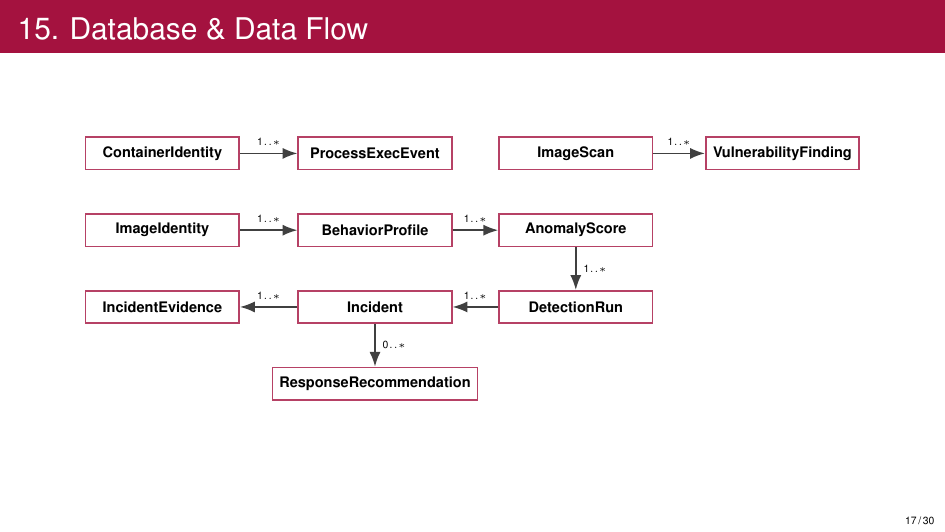 15. Database & Data Flow
ContainerIdentity
1..*
ProcessExecEvent
ImageScan
1..*
VulnerabilityFinding
ImageIdentity
1..*
BehaviorProfile
1..*
AnomalyScore
1..*
IncidentEvidence
1..*
Incident
1..*
DetectionRun
0..*
ResponseRecommendation
17/30